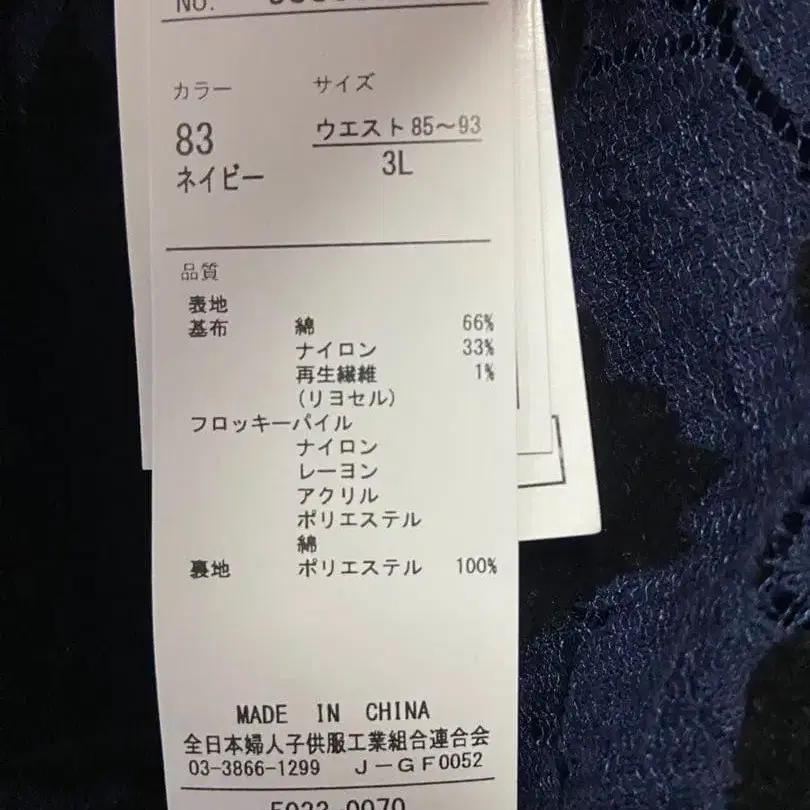 No.
カラー サイズ
83 ウエスト 85～93
ネイビー 3L
品質
表地
基布 綿 66%
ナイロン 33%
再生繊維 1%
(リヨセル)
フロッキーパイル
ナイロン
レーヨン
アクリル
ポリエステル
綿
裏地 ポリエステル 100%
MADE IN CHINA
全日本婦人子供服工業組合連合会
03-3866-1299 J-GF0052